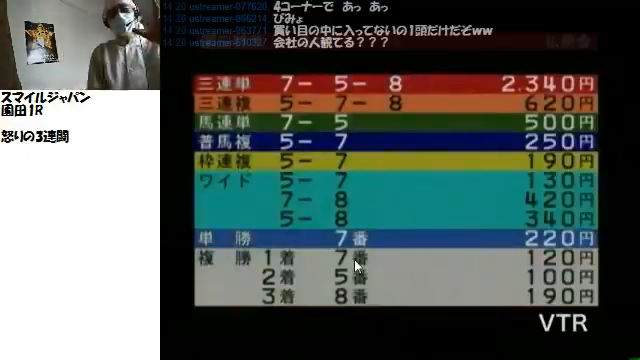 14:20 ustreamer-077620 4コーナーで あっ あっ
14:20 ustreamer-866214 びみょ
14:20 ustreamer-863771 買い目の中に入ってないの1頭だけだぞww
14:20 ustreamer-610327 会社の人観てる？？？
スマイルジャパン
園田1R
怒りの3連闘
三連単 7- 5- 8 2.340円
三連複 5- 7- 8 620円
馬連単 7- 5 500円
普馬複 5- 7 250円
枠連複 5- 7 190円
ワイド 5- 7 130円
7- 8 420円
5- 8 340円
単勝 7番 220円
複勝 1着 7番 120円
2着 5番 100円
3着 8番 190円
VTR